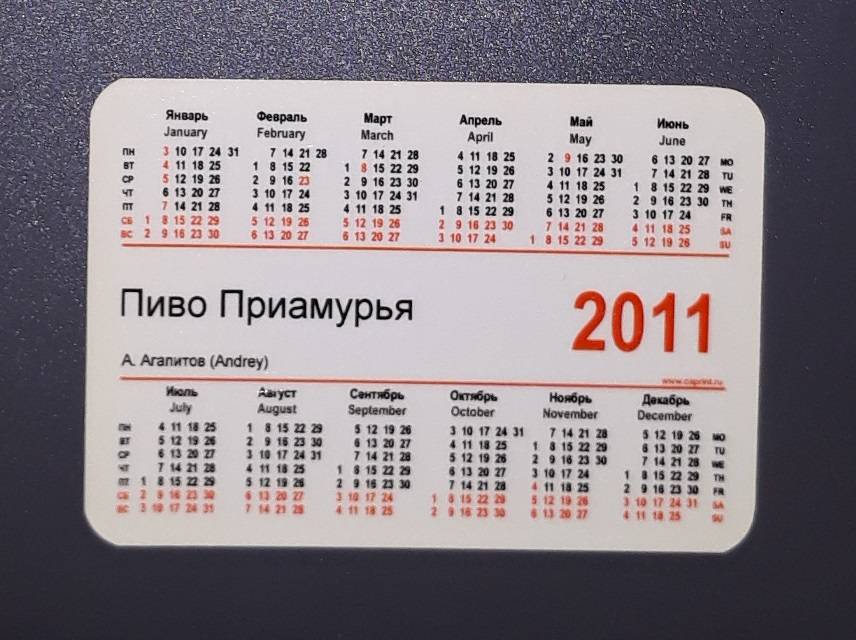 Январь Февраль Март Апрель Май Июнь
January February March April May June
ПН 3 10 17 24 31 7 14 21 28 7 14 21 28 4 11 18 25 2 9 16 23 30 6 13 20 27 MO
ВТ 4 11 18 25 1 8 15 22 1 8 15 22 29 5 12 19 26 3 10 17 24 31 7 14 21 28 TU
СР 5 12 19 26 2 9 16 23 2 9 16 23 30 6 13 20 27 4 11 18 25 1 8 15 22 29 WE
ЧТ 6 13 20 27 3 10 17 24 3 10 17 24 31 7 14 21 28 5 12 19 26 2 9 16 23 30 TH
ПТ 7 14 21 28 4 11 18 25 4 11 18 25 1 8 15 22 29 6 13 20 27 3 10 17 24 FR
СБ 1 8 15 22 29 5 12 19 26 5 12 19 26 2 9 16 23 30 7 14 21 28 4 11 18 25 SA
ВС 2 9 16 23 30 6 13 20 27 6 13 20 27 3 10 17 24 1 8 15 22 29 5 12 19 26 SU
Пиво Приамурья 2011
А. Агапитов (Andrey)
www.caprint.ru
Июль Август Сентябрь Октябрь Ноябрь Декабрь
July August September October November December
ПН 4 11 18 25 1 8 15 22 29 5 12 19 26 3 10 17 24 31 7 14 21 28 5 12 19 26 MO
ВТ 5 12 19 26 2 9 16 23 30 6 13 20 27 4 11 18 25 1 8 15 22 29 6 13 20 27 TU
СР 6 13 20 27 3 10 17 24 31 7 14 21 28 5 12 19 26 2 9 16 23 30 7 14 21 28 WE
ЧТ 7 14 21 28 4 11 18 25 1 8 15 22 29 6 13 20 27 3 10 17 24 1 8 15 22 29 TH
ПТ 1 8 15 22 29 5 12 19 26 2 9 16 23 30 7 14 21 28 4 11 18 25 2 9 16 23 30 FR
СБ 2 9 16 23 30 6 13 20 27 3 10 17 24 1 8 15 22 29 5 12 19 26 3 10 17 24 31 SA
ВС 3 10 17 24 31 7 14 21 28 4 11 18 25 2 9 16 23 30 6 13 20 27 4 11 18 25 SU